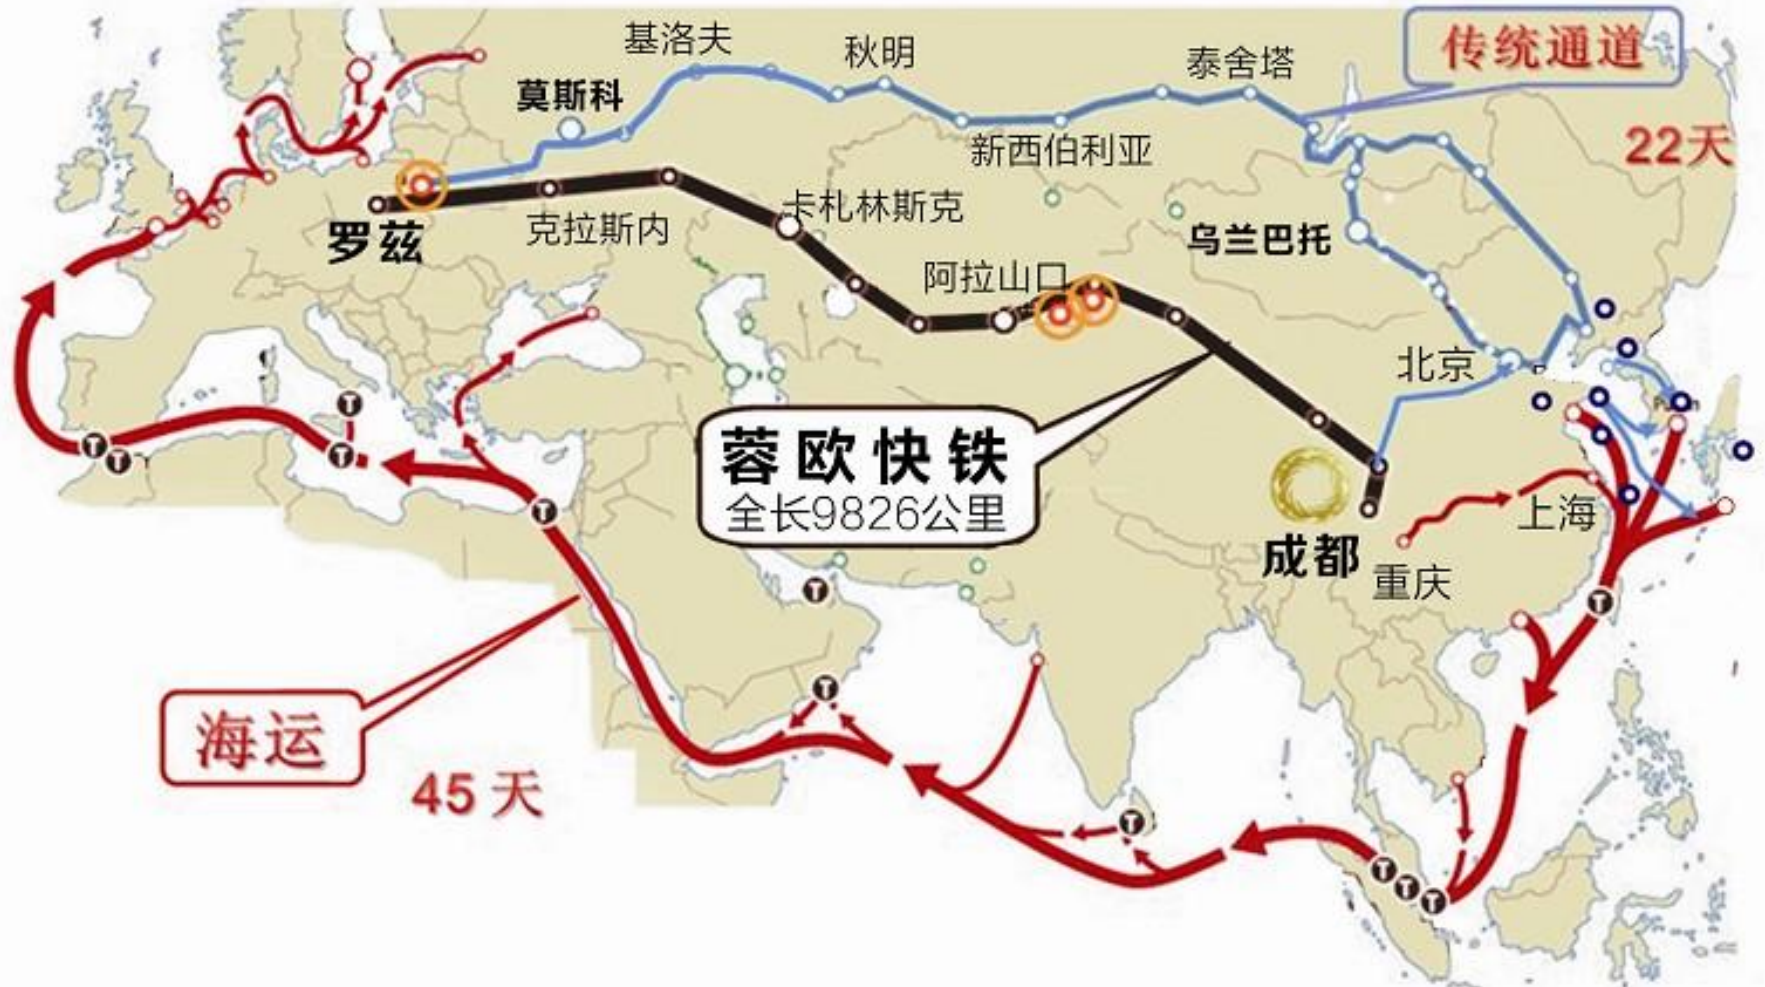 基洛夫
秋明
泰舍塔
传统通道
莫斯科
22天
新西伯利亚
卡札林斯克
克拉斯内
罗兹
乌兰巴托
阿拉山口
北京
蓉欧快铁
全长9826公里
上海
成都
重庆
海运
45天
T
T
T
T
T
T
T
T
T
T
T
T